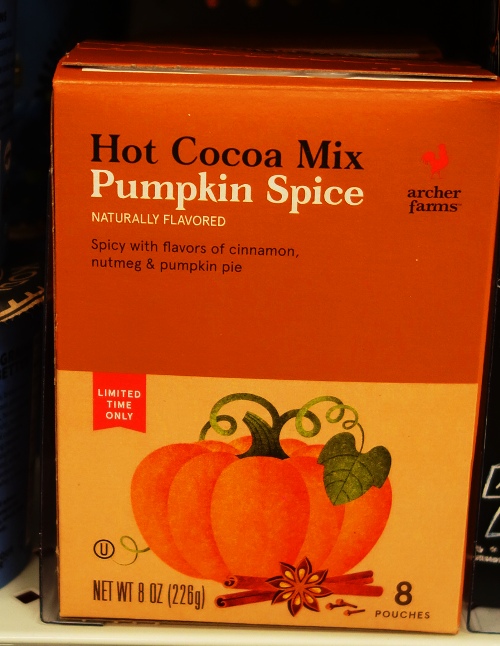 Hot Cocoa Mix
Pumpkin Spice
NATURALLY FLAVORED
Spicy with flavors of cinnamon,
nutmeg & pumpkin pie
archer
farms™
LIMITED
TIME
ONLY
U
NET WT 8 OZ (226g)
8
POUCHES